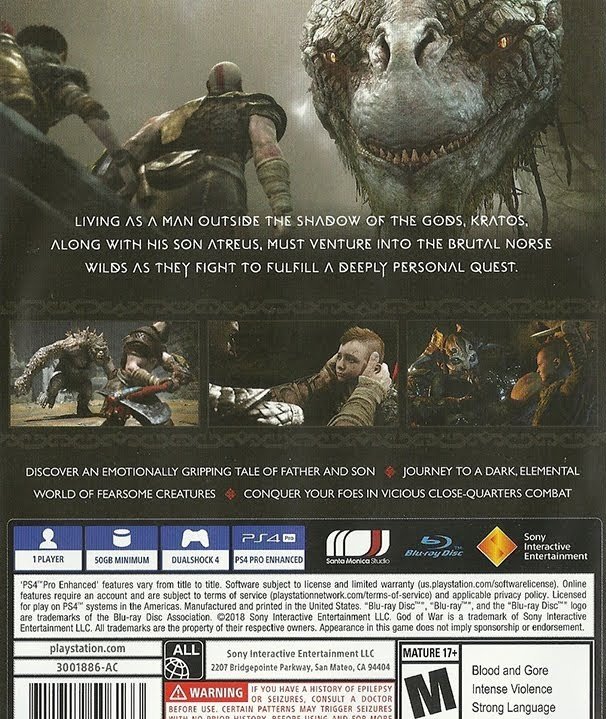 LIVING AS A MAN OUTSIDE THE SHADOW OF THE GODS, KRATOS,
ALONG WITH HIS SON ATREUS, MUST VENTURE INTO THE BRUTAL NORSE
WILDS AS THEY FIGHT TO FULFILL A DEEPLY PERSONAL QUEST.
DISCOVER AN EMOTIONALLY GRIPPING TALE OF FATHER AND SON JOURNEY TO A DARK, ELEMENTAL
WORLD OF FEARSOME CREATURES CONQUER YOUR FOES IN VICIOUS CLOSE-QUARTERS COMBAT
1 PLAYER
50GB MINIMUM
DUALSHOCK 4
PS4 Pro
PS4 PRO ENHANCED
Santa Monica Studio
Blu-ray Disc™
Sony
Interactive
Entertainment
'PS4™Pro Enhanced' features vary from title to title. Software subject to license and limited warranty (us.playstation.com/softwarelicense). Online
features require an account and are subject to terms of service (playstationnetwork.com/terms-of-service) and applicable privacy policy. Licensed
for play on PS4™ systems in the Americas. Manufactured and printed in the United States. "Blu-ray Disc™", "Blu-ray™", and the "Blu-ray Disc™" logo
are trademarks of the Blu-ray Disc Association. ©2018 Sony Interactive Entertainment LLC. God of War is a trademark of Sony Interactive
Entertainment LLC. All trademarks are the property of their respective owners. Appearance in this game does not imply sponsorship or endorsement.
playstation.com
3001886-AC
ALL
Sony Interactive Entertainment LLC
2207 Bridgepointe Parkway, San Mateo, CA 94404
WARNING IF YOU HAVE A HISTORY OF EPILEPSY
OR SEIZURES, CONSULT A DOCTOR
BEFORE USE. CERTAIN PATTERNS MAY TRIGGER SEIZURES
WITH NO PRIOR HISTORY. BEFORE USING AND FOR MORE
MATURE 17+
M
Blood and Gore
Intense Violence
Strong Language